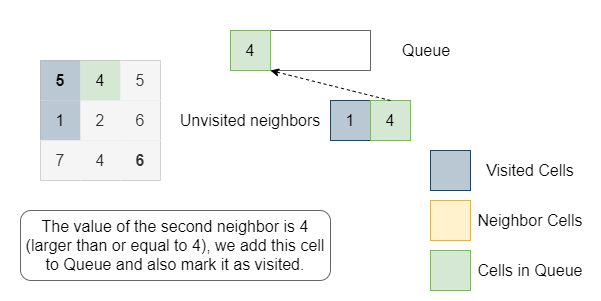 4
Queue
5 4 5
1 2 6
Unvisited neighbors
1 4
7 4 6
Visited Cells
Neighbor Cells
Cells in Queue
The value of the second neighbor is 4
(larger than or equal to 4), we add this cell
to Queue and also mark it as visited.